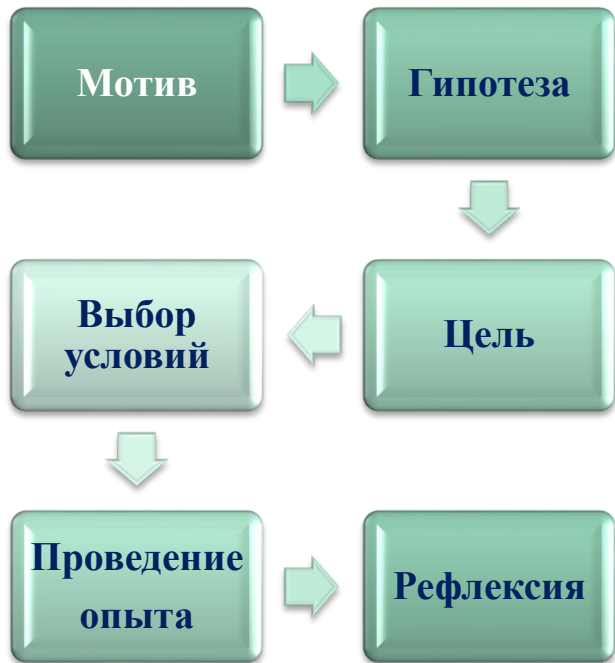 Мотив
Гипотеза
Цель
Выбор
условий
Проведение
опыта
Рефлексия